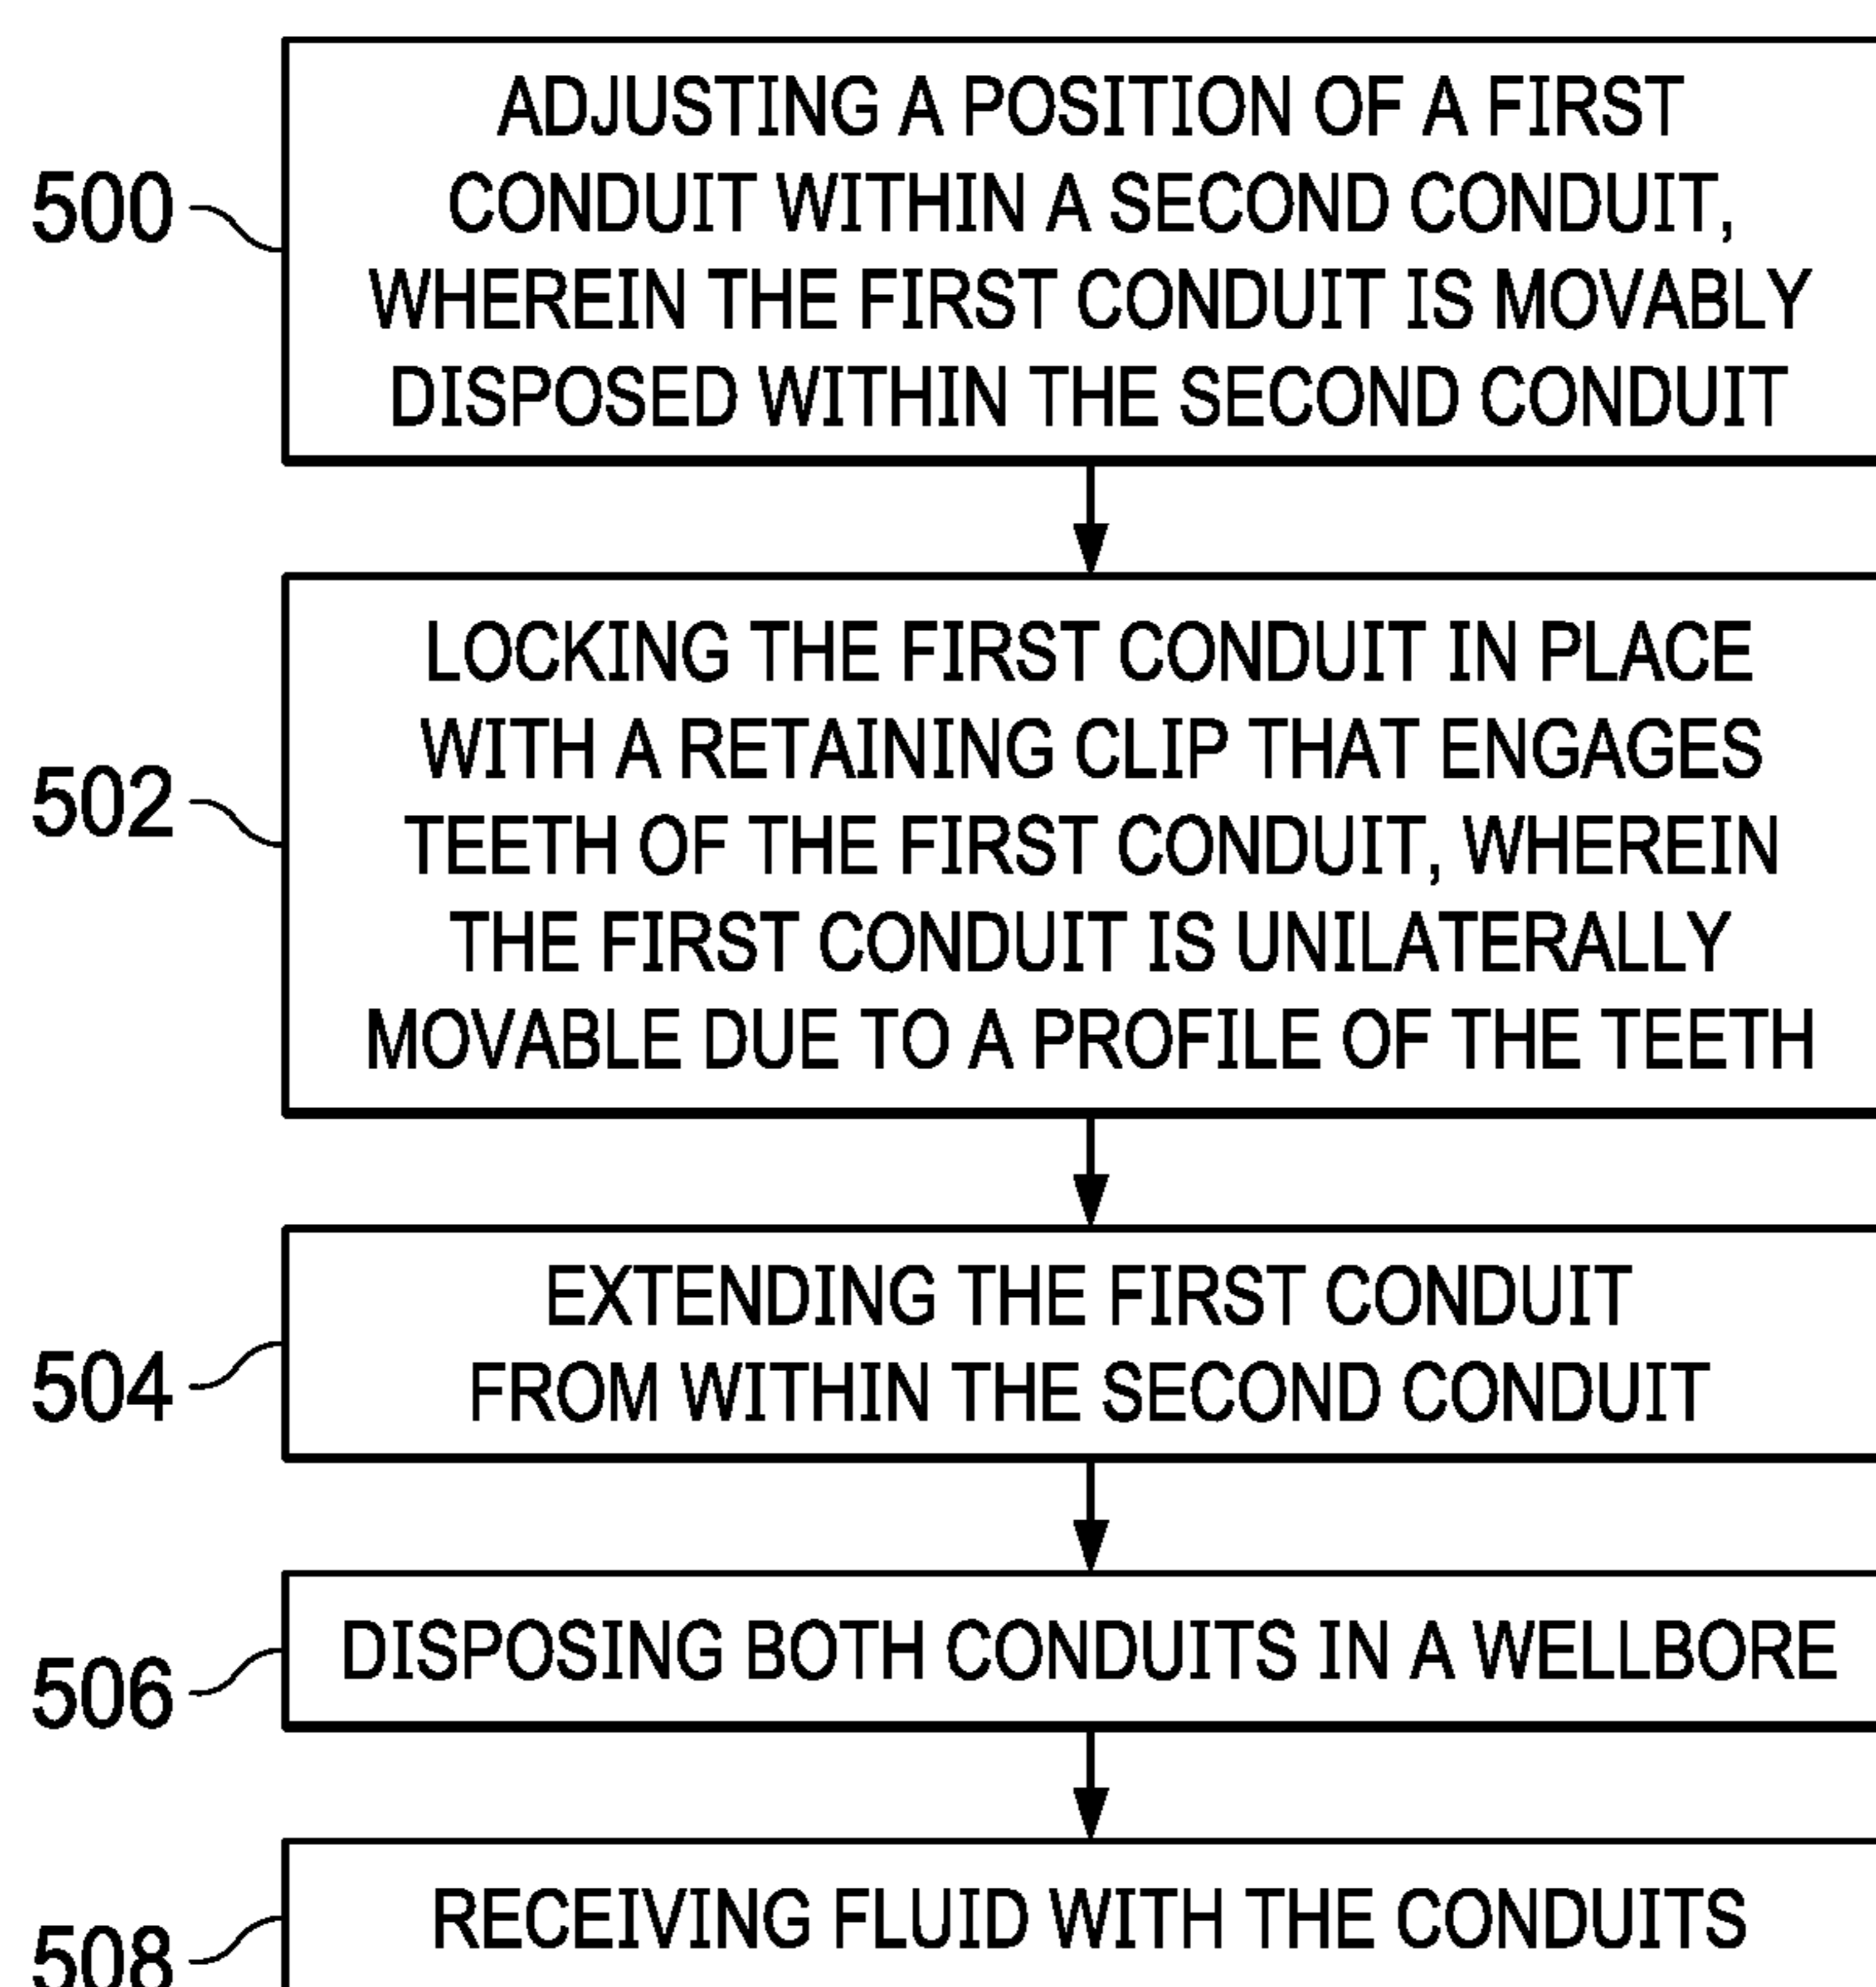 500
ADJUSTING A POSITION OF A FIRST
CONDUIT WITHIN A SECOND CONDUIT,
WHEREIN THE FIRST CONDUIT IS MOVABLY
DISPOSED WITHIN THE SECOND CONDUIT
502
LOCKING THE FIRST CONDUIT IN PLACE
WITH A RETAINING CLIP THAT ENGAGES
TEETH OF THE FIRST CONDUIT, WHEREIN
THE FIRST CONDUIT IS UNILATERALLY
MOVABLE DUE TO A PROFILE OF THE TEETH
504
EXTENDING THE FIRST CONDUIT
FROM WITHIN THE SECOND CONDUIT
506
DISPOSING BOTH CONDUITS IN A WELLBORE
508
RECEIVING FLUID WITH THE CONDUITS